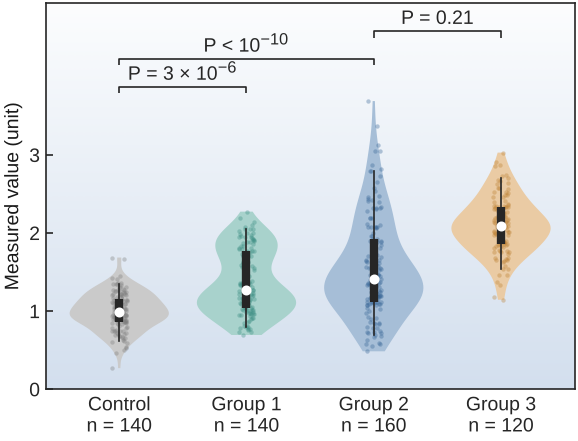 P = 0.21
P < 10⁻¹⁰
P = 3 × 10⁻⁶
Measured value (unit)
3
2
1
0
Control Group 1 Group 2 Group 3
n = 140 n = 140 n = 160 n = 120